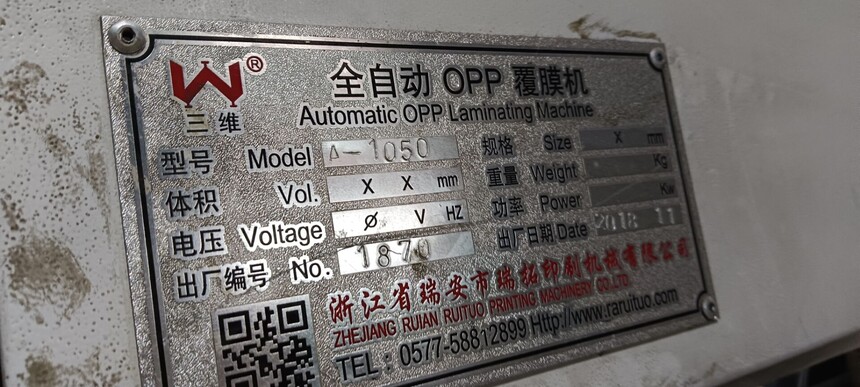 ® 全自动 OPP 覆膜机
三维 Automatic OPP Laminating Machine
型号 Model A-1050 规格 Size X mm
体积 Vol. X X mm 重量 Weight Kg
电压 Voltage Ø V HZ 功率 Power Kw
出厂编号 No. 1870 出厂日期 Date 2018 11
浙江省瑞安市瑞拓印刷机械有限公司
ZHEJIANG RUIAN RUITUO PRINTING MACHINERY CO.,LTD.
TEL: 0577-58812899 Http://www.raruituo.com